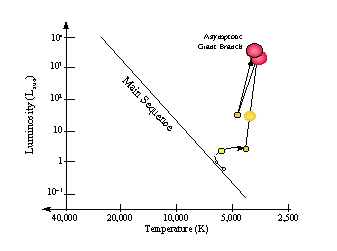 Asymptotic
Giant Branch
10⁴
10³
10²
10
1
10⁻¹
Luminosity (Lsun)
Main Sequence
40,000 20,000 10,000 5,000 2,500
Temperature (K)